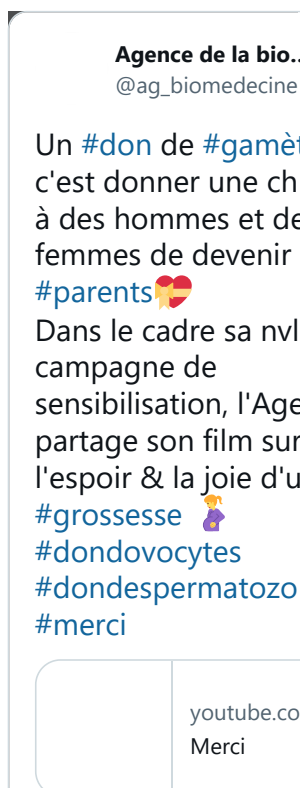 Agence de la bio..
@ag_biomedecine
Un #don de #gamèt
c'est donner une ch
à des hommes et de
femmes de devenir
#parents💝
Dans le cadre sa nvl
campagne de
sensibilisation, l'Age
partage son film sur
l'espoir & la joie d'u
#grossesse 🤰
#dondovocytes
#dondespermatozo
#merci
youtube.co
Merci